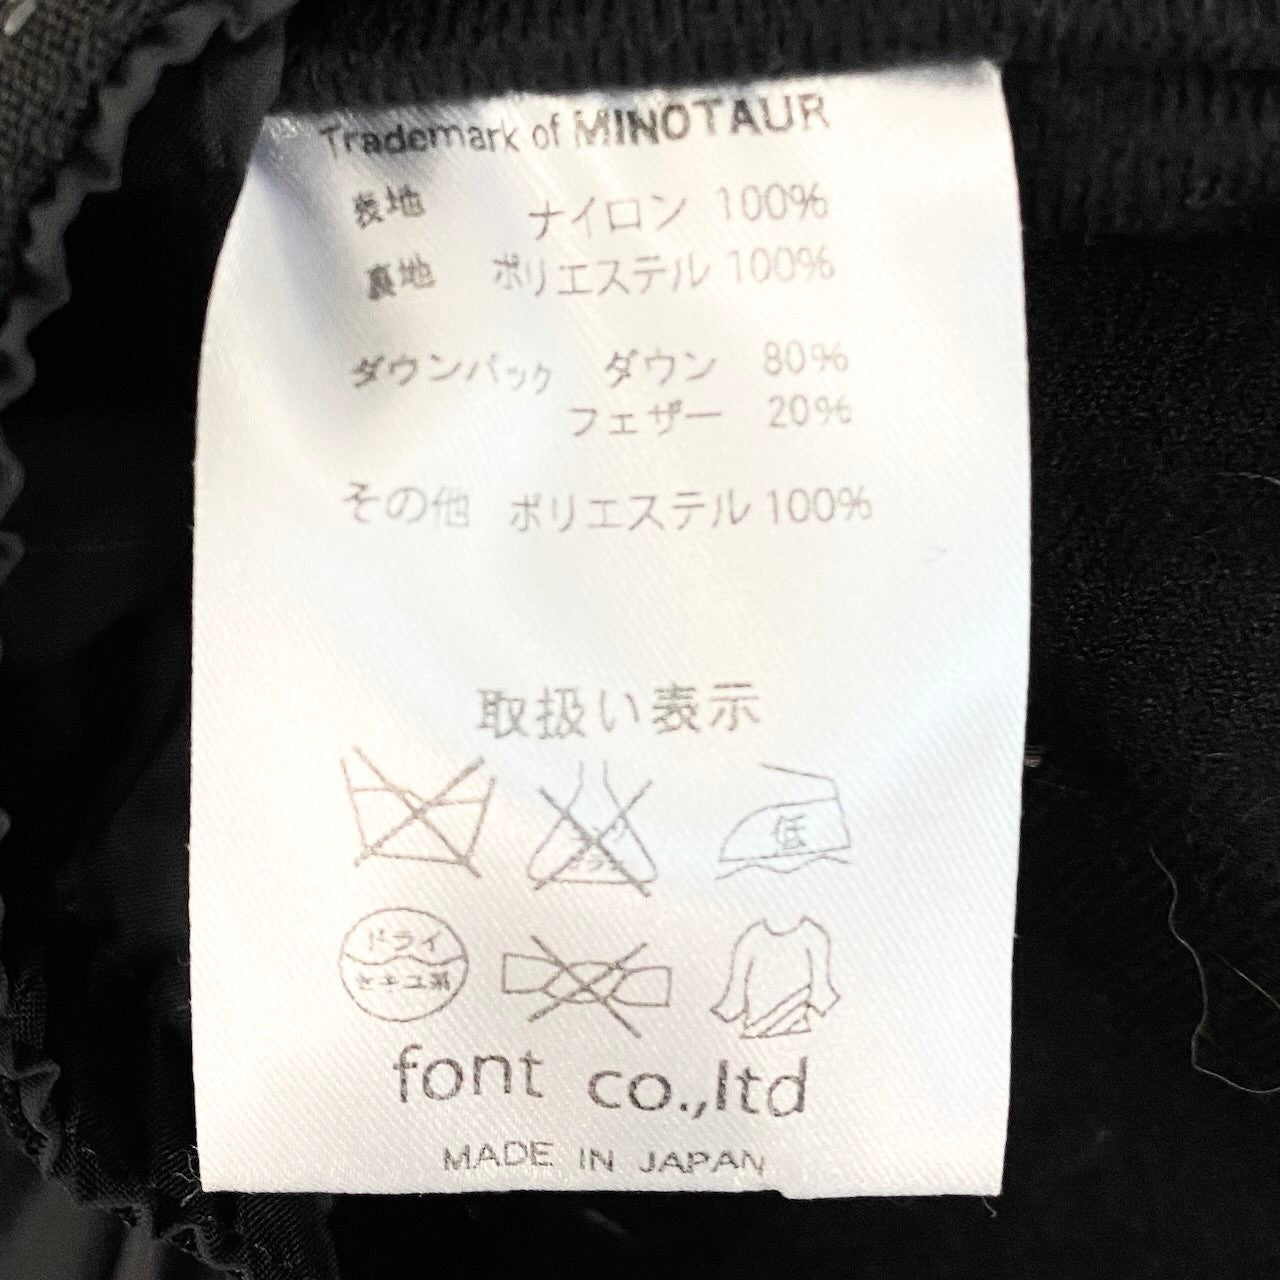 Trademark of MINOTAUR
表地 ナイロン 100%
裏地 ポリエステル 100%
ダウンパック ダウン 80%
フェザー 20%
その他 ポリエステル 100%
取扱い表示
低
ドライ
セキユ系
font co.,ltd
MADE IN JAPAN